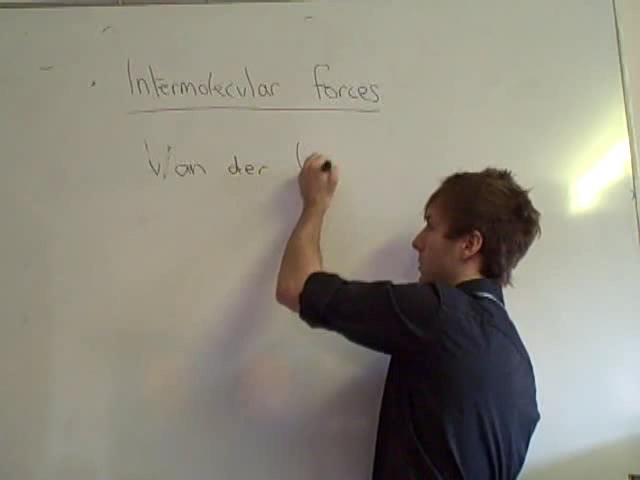 Intermolecular forces
Van der